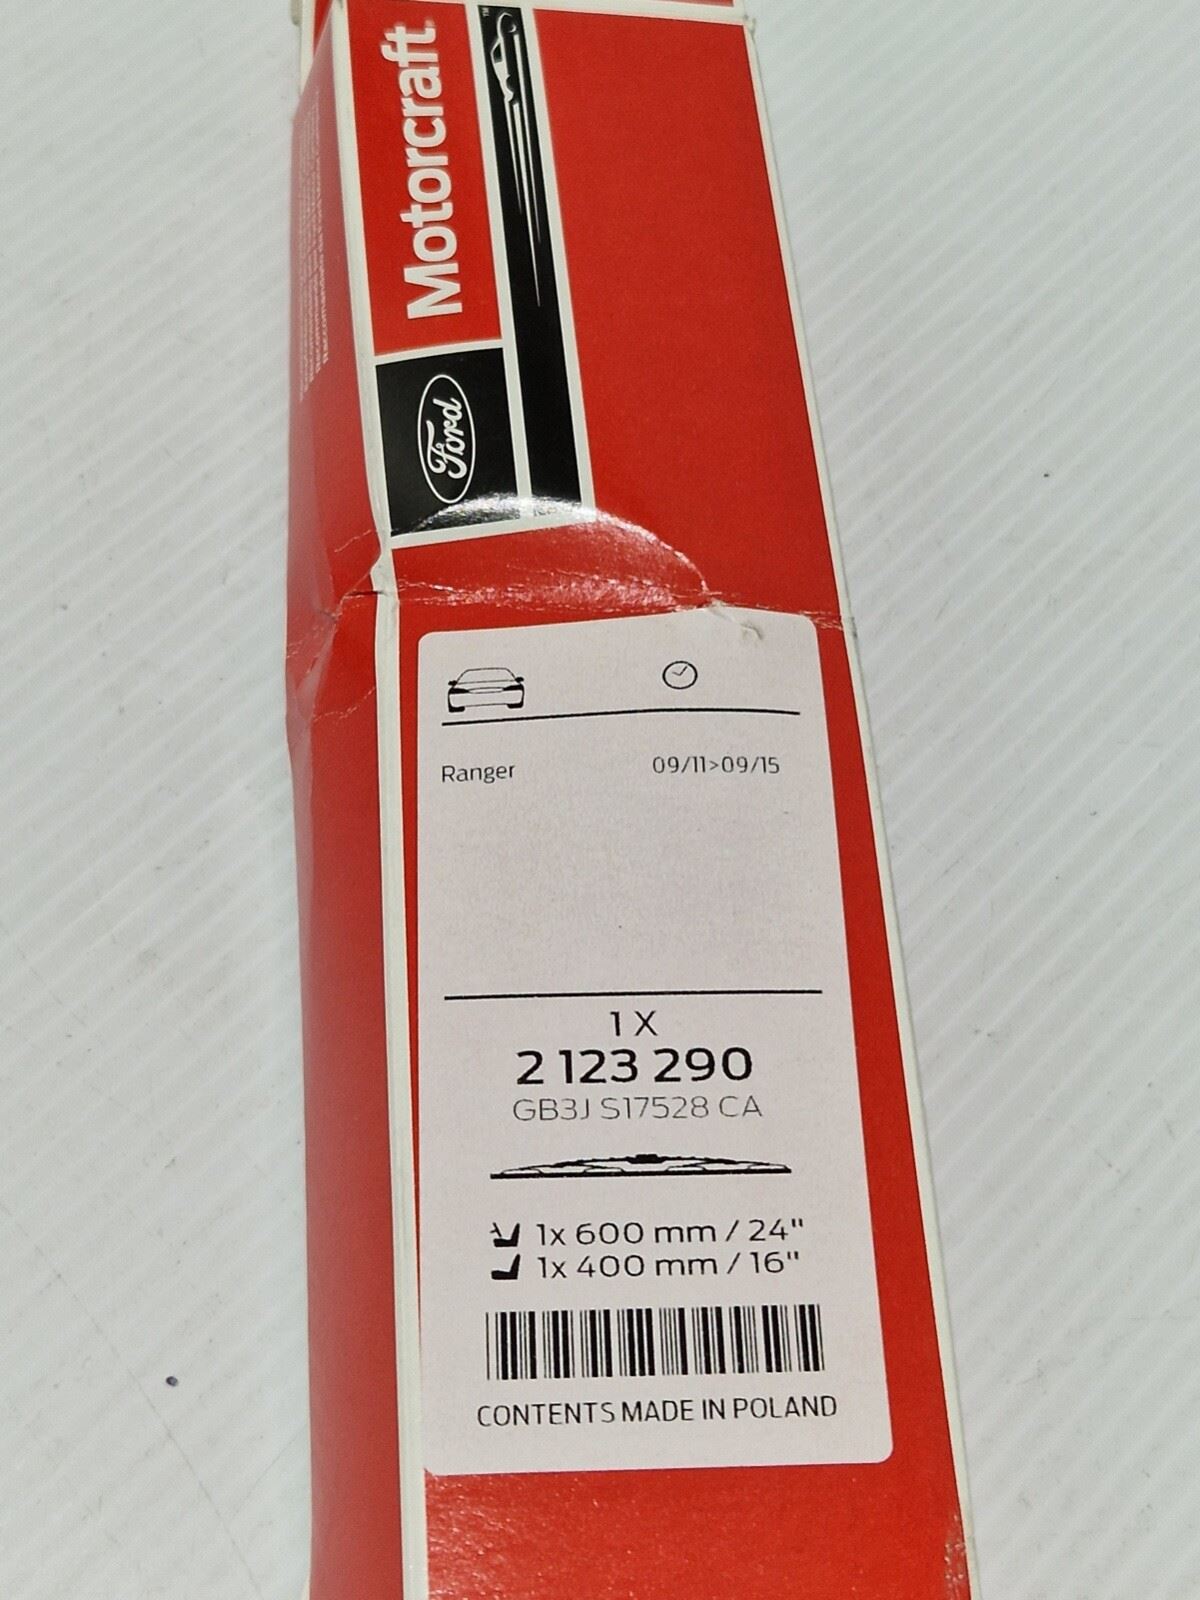 Motorcraft
Ford
Ranger 09/11>09/15
1 X
2 123 290
GB3J S17528 CA
1x 600 mm / 24"
1x 400 mm / 16"
CONTENTS MADE IN POLAND